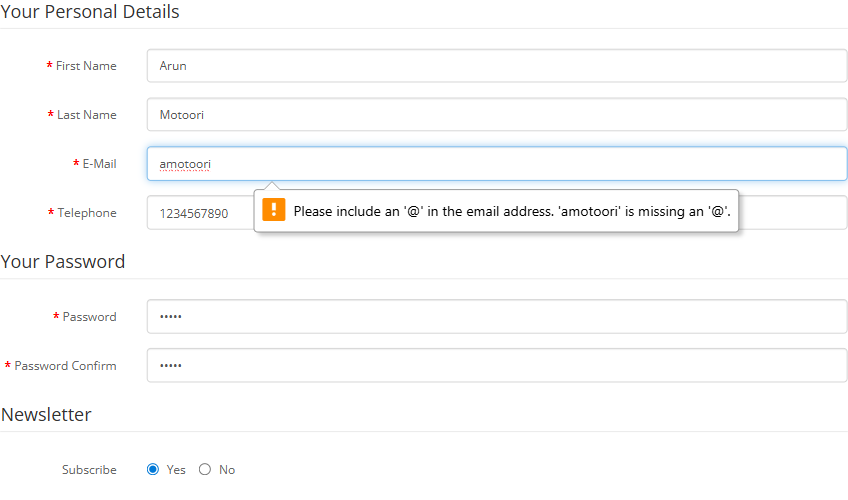 Your Personal Details
* First Name Arun
* Last Name Motoori
* E-Mail amotoori
Please include an '@' in the email address. 'amotoori' is missing an '@'.
* Telephone 1234567890
Your Password
* Password •••••
* Password Confirm •••••
Newsletter
Subscribe Yes No